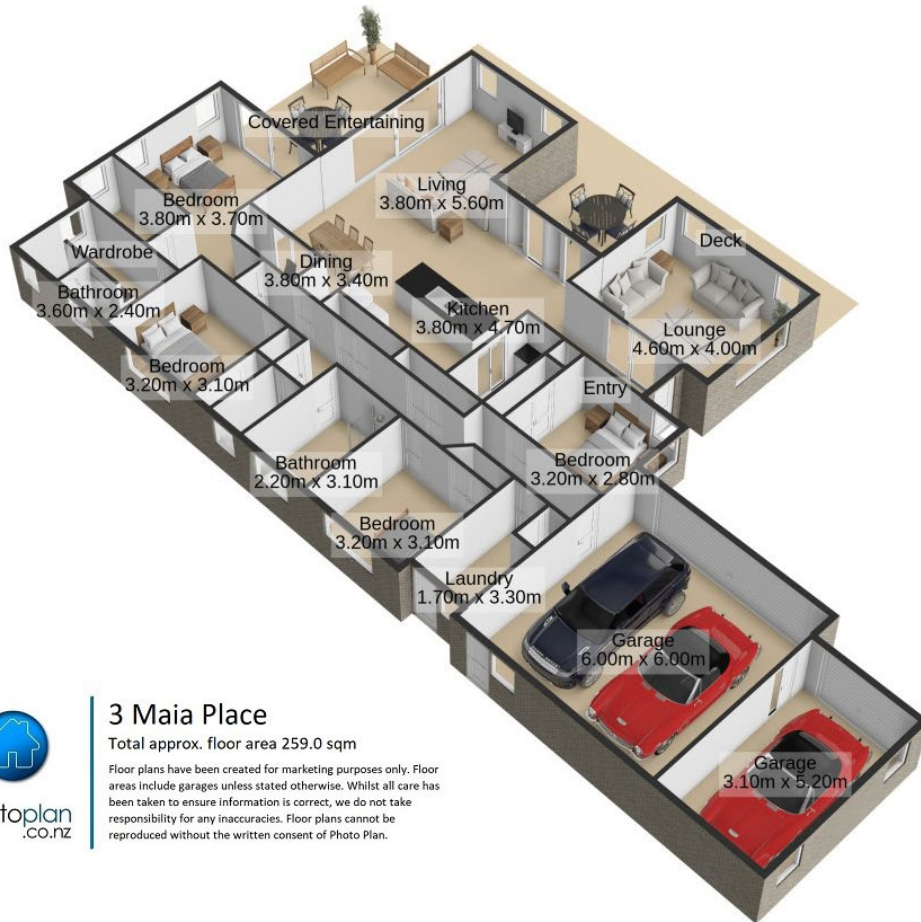 Covered Entertaining
Living
3.80m x 5.60m
Bedroom
3.80m x 3.70m
Deck
Wardrobe
Dining
3.80m x 3.40m
Bathroom
3.60m x 2.40m
Kitchen
3.80m x 4.70m
Lounge
4.60m x 4.00m
Bedroom
3.20m x 3.10m
Entry
Bathroom
2.20m x 3.10m
Bedroom
3.20m x 2.80m
Bedroom
3.20m x 3.10m
Laundry
1.70m x 3.30m
Garage
6.00m x 6.00m
Garage
3.10m x 5.20m
3 Maia Place
Total approx. floor area 259.0 sqm
Floor plans have been created for marketing purposes only. Floor
areas include garages unless stated otherwise. Whilst all care has
been taken to ensure information is correct, we do not take
responsibility for any inaccuracies. Floor plans cannot be
reproduced without the written consent of Photo Plan.
toplan
.co.nz